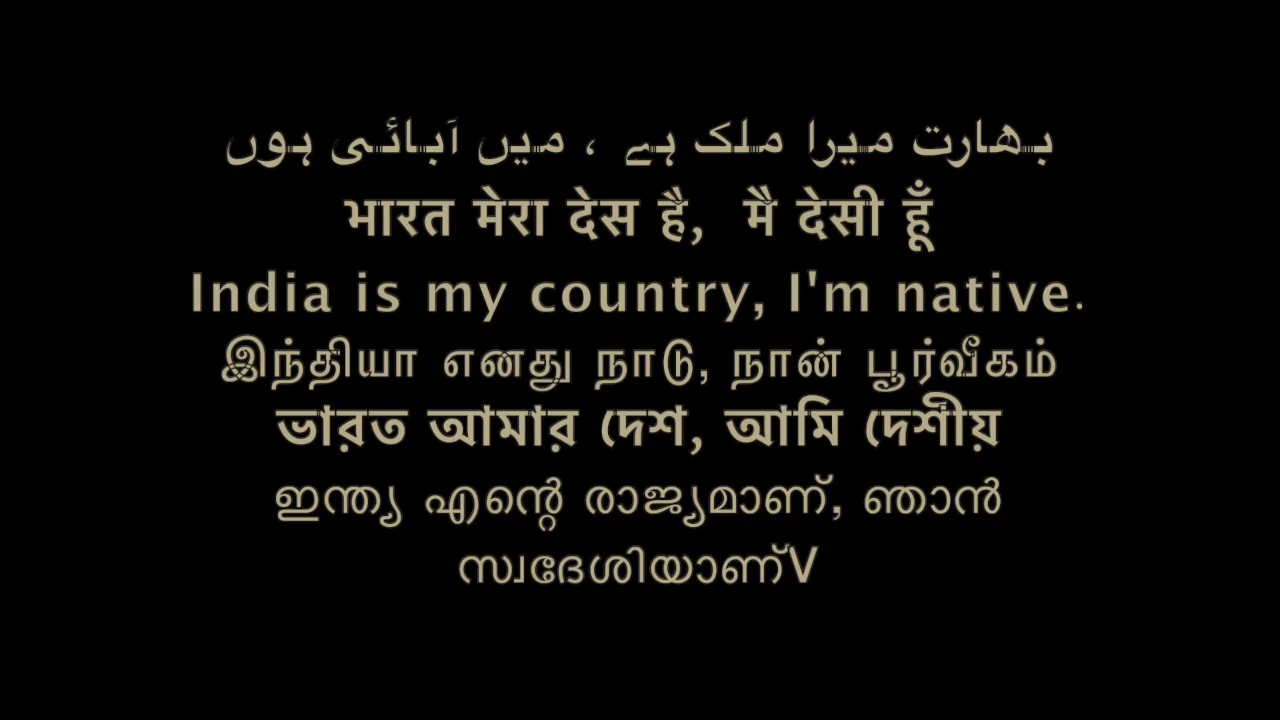 بھارت میرا ملک ہے ، میں آبائی ہوں
भारत मेरा देस है, मै देसी हूँ
India is my country, I'm native.
இந்தியா எனது நாடு, நான் பூர்வீகம்
ভারত আমার দেশ, আমি দেশীয়
ഇന്ത്യ എന്റെ രാജ്യമാണ്, ഞാൻ
സ്വദേശിയാണ്V